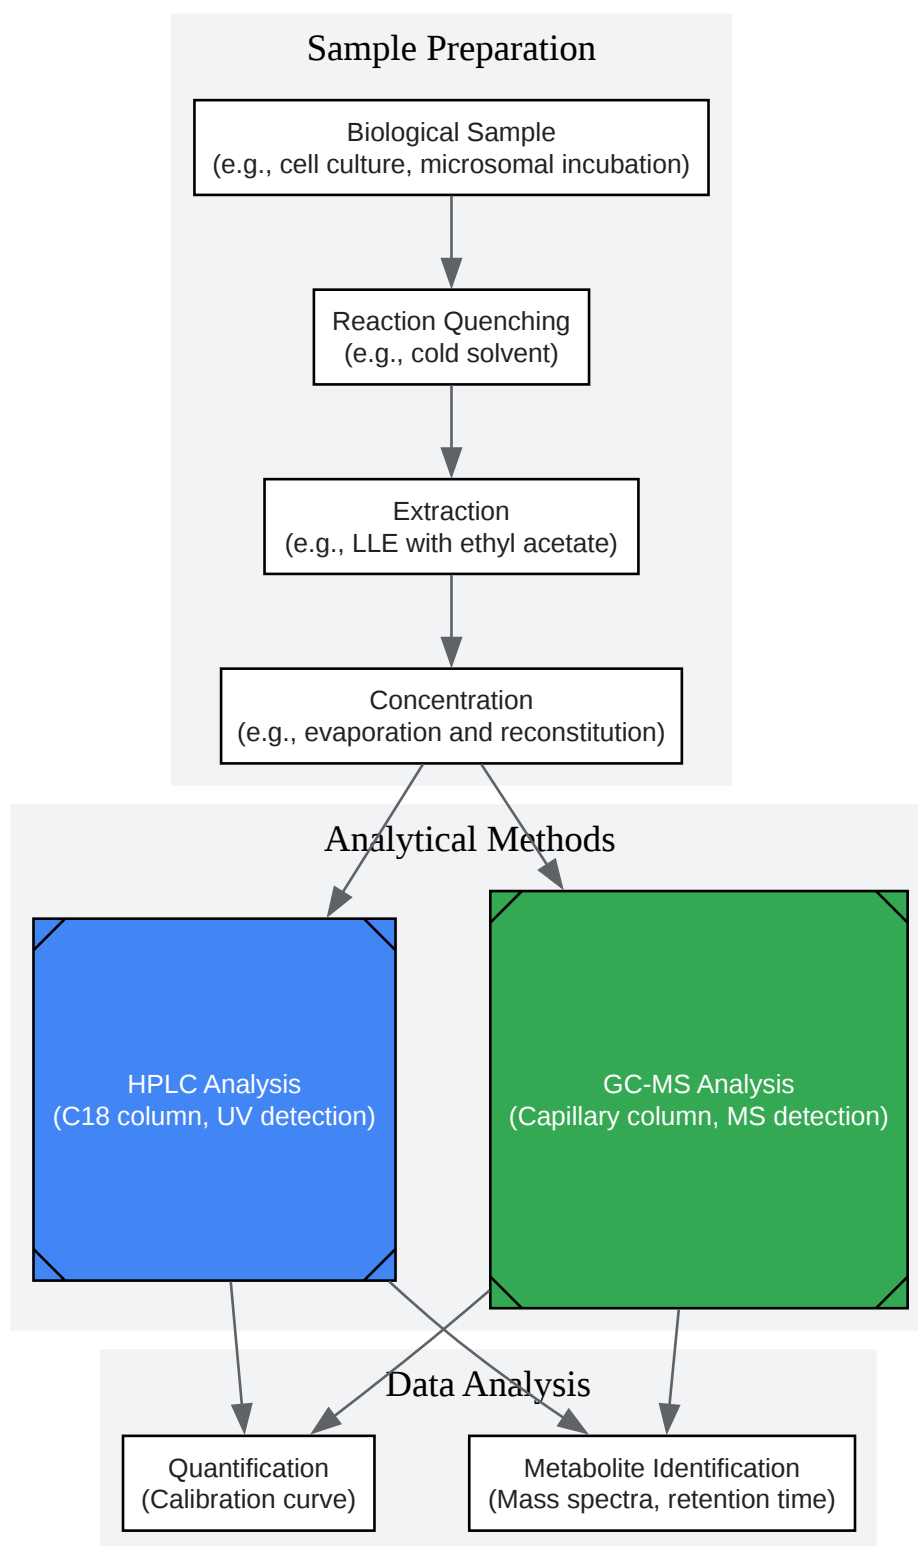 Sample Preparation
Biological Sample
(e.g., cell culture, microsomal incubation)
Reaction Quenching
(e.g., cold solvent)
Extraction
(e.g., LLE with ethyl acetate)
Concentration
(e.g., evaporation and reconstitution)
Analytical Methods
HPLC Analysis
(C18 column, UV detection)
GC-MS Analysis
(Capillary column, MS detection)
Data Analysis
Quantification
(Calibration curve)
Metabolite Identification
(Mass spectra, retention time)